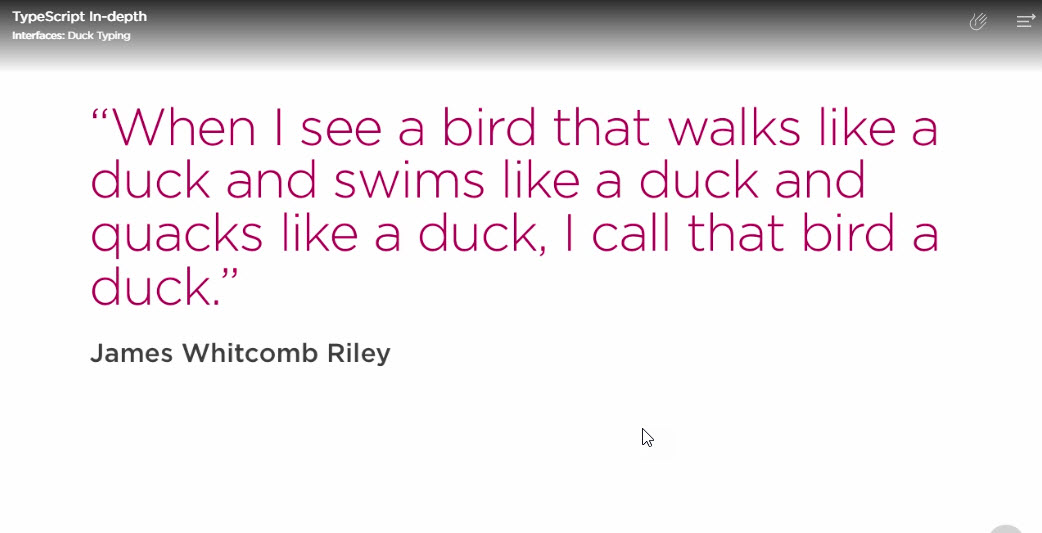 TypeScript In-depth
Interfaces: Duck Typing
“When I see a bird that walks like a
duck and swims like a duck and
quacks like a duck, I call that bird a
duck.”
James Whitcomb Riley